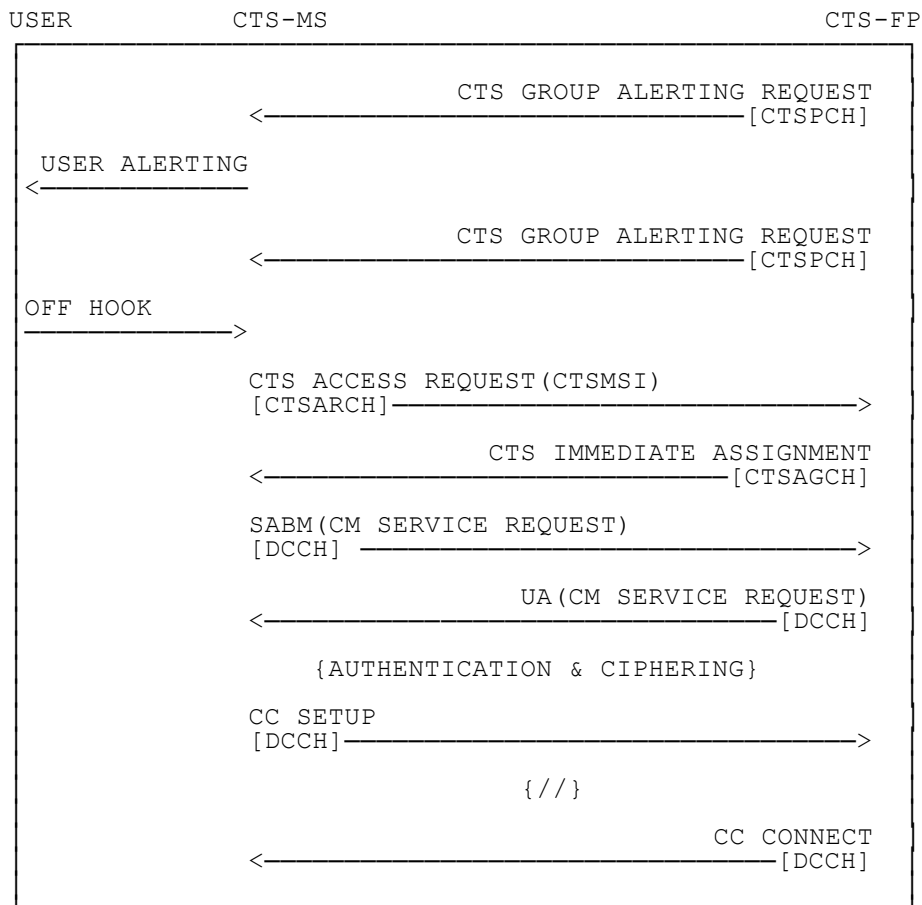 USER CTS-MS CTS-FP
CTS GROUP ALERTING REQUEST
[CTSPCH]
USER ALERTING
CTS GROUP ALERTING REQUEST
[CTSPCH]
OFF HOOK
CTS ACCESS REQUEST(CTSMSI)
[CTSARCH]
CTS IMMEDIATE ASSIGNMENT
[CTSAGCH]
SABM(CM SERVICE REQUEST)
[DCCH]
UA(CM SERVICE REQUEST)
[DCCH]
{AUTHENTICATION & CIPHERING}
CC SETUP
[DCCH]
{//}
CC CONNECT
[DCCH]